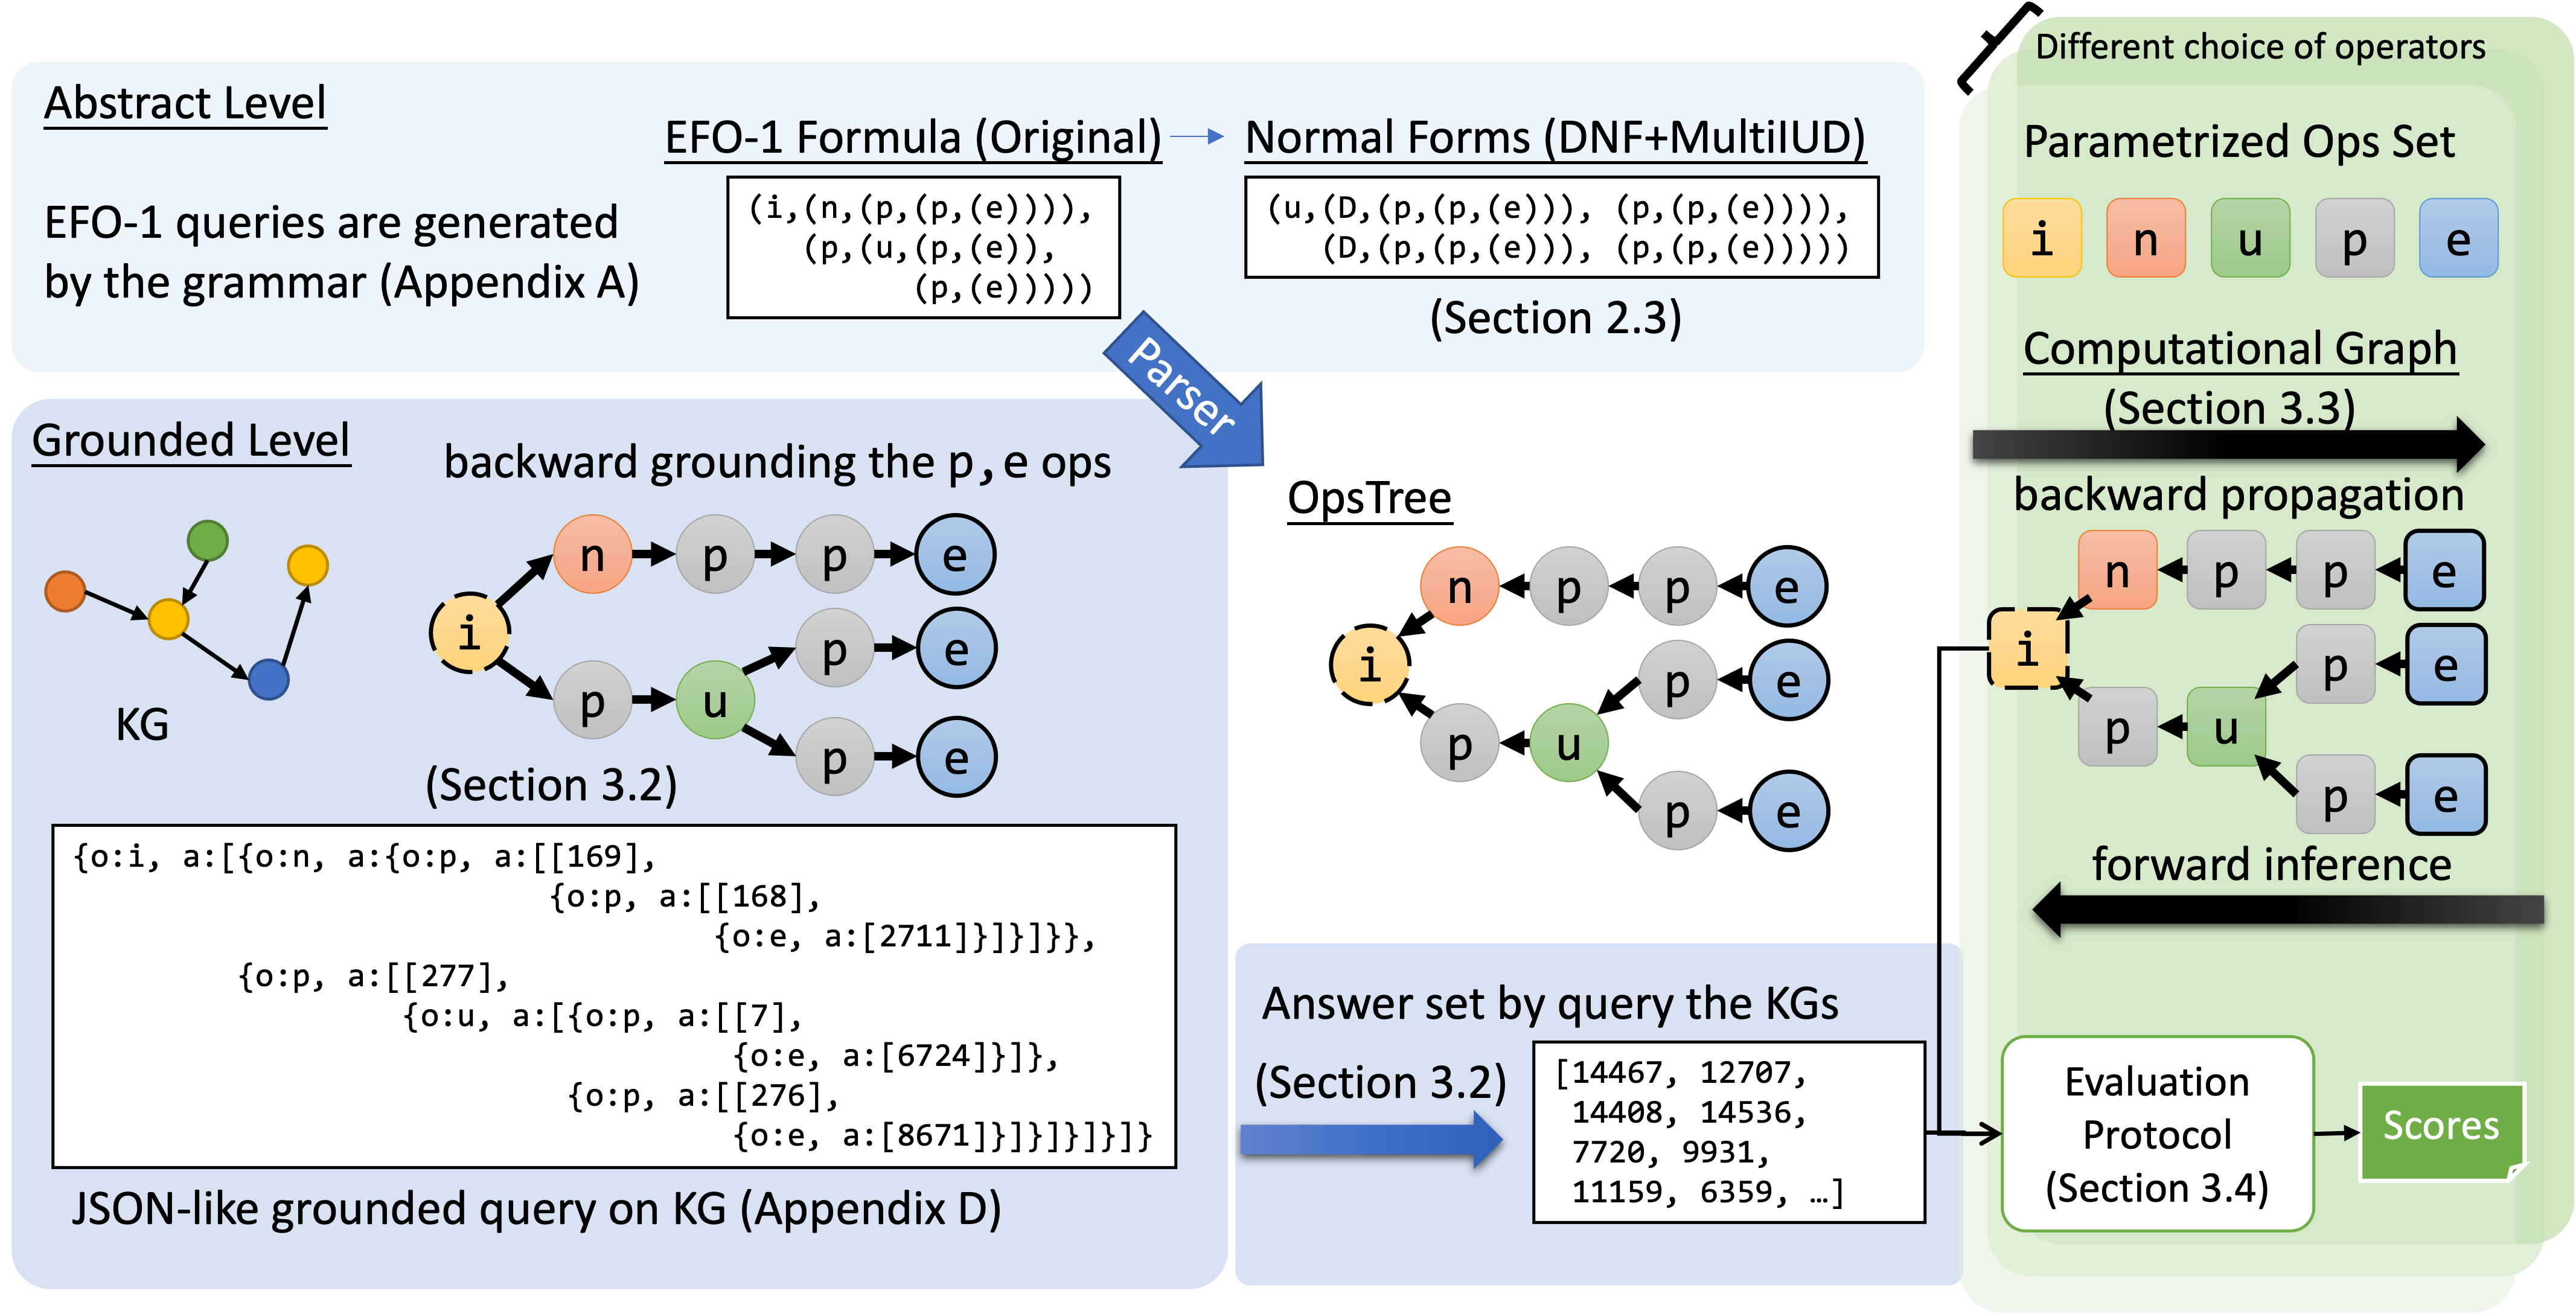 Abstract Level
EFO-1 queries are generated
by the grammar (Appendix A)
EFO-1 Formula (Original)
(i,(n,(p,(p,(e)))),
(p,(u,(p,(e)),
(p,(e)))))
Normal Forms (DNF+MultiIUD)
(u,(D,(p,(p,(e))), (p,(p,(e)))),
(D,(p,(p,(e))), (p,(p,(e)))))
(Section 2.3)
Parser
Grounded Level
backward grounding the p,e ops
KG
i
n
p
p
e
p
u
p
e
p
e
(Section 3.2)
{o:i, a:[{o:n, a:{o:p, a:[[169],
{o:p, a:[[168],
{o:e, a:[2711]}]}]}},
{o:p, a:[[277],
{o:u, a:[{o:p, a:[[7],
{o:e, a:[6724]}]},
{o:p, a:[[276],
{o:e, a:[8671]}]}]}]}]}
JSON-like grounded query on KG (Appendix D)
OpsTree
i
n
p
p
e
p
u
p
e
p
e
Answer set by query the KGs
(Section 3.2)
[14467, 12707,
14408, 14536,
7720, 9931,
11159, 6359, …]
Different choice of operators
Parametrized Ops Set
i n u p e
Computational Graph
(Section 3.3)
backward propagation
i
n
p
p
e
p
u
p
e
p
e
forward inference
Evaluation
Protocol
(Section 3.4)
Scores